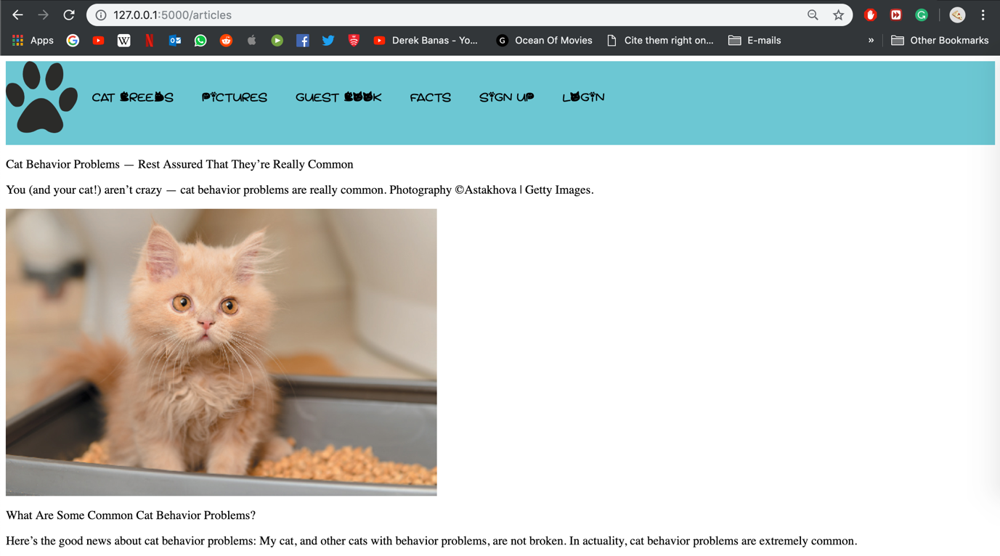 127.0.0.1:5000/articles
Apps
Derek Banas - Yo...
Ocean Of Movies
Cite them right on...
E-mails
»
Other Bookmarks
CAT BREEDS PICTURES GUEST BOOK FACTS SIGN UP LOGIN
Cat Behavior Problems — Rest Assured That They’re Really Common
You (and your cat!) aren’t crazy — cat behavior problems are really common. Photography ©Astakhova | Getty Images.
What Are Some Common Cat Behavior Problems?
Here’s the good news about cat behavior problems: My cat, and other cats with behavior problems, are not broken. In actuality, cat behavior problems are extremely common.